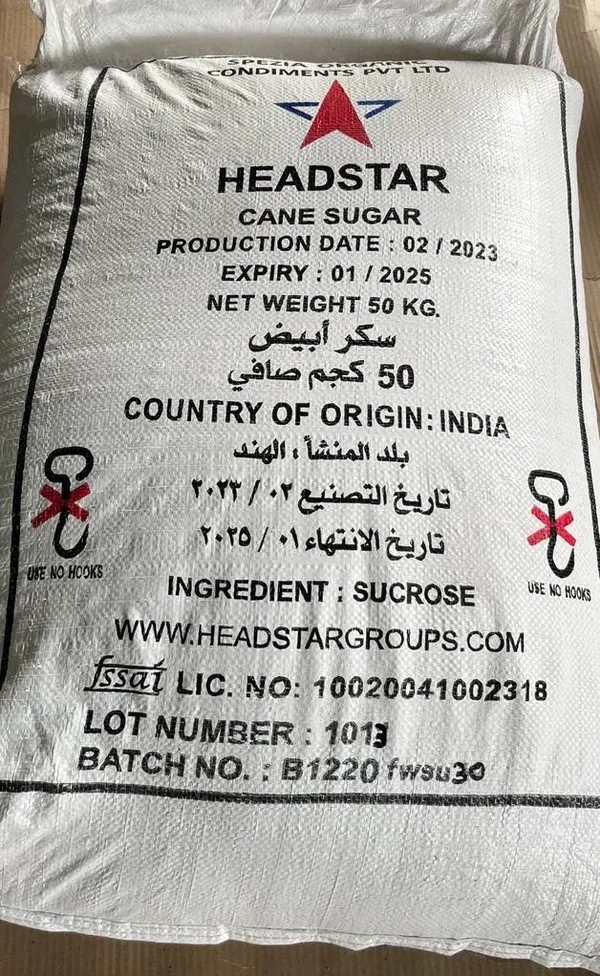 SPEZIA ORGANIC
CONDIMENTS PVT LTD
HEADSTAR
CANE SUGAR
PRODUCTION DATE : 02 / 2023
EXPIRY : 01 / 2025
NET WEIGHT 50 KG.
سكر أبيض
50 كجم صافي
COUNTRY OF ORIGIN: INDIA
بلد المنشأ ، الهند
تاريخ التصنيع ٠٢ / ٢٠٢٣
تاريخ الانتهاء ٠١ / ٢٠٢٥
USE NO HOOKS
USE NO HOOKS
INGREDIENT : SUCROSE
WWW.HEADSTARGROUPS.COM
fssai LIC. NO: 10020041002318
LOT NUMBER : 1013
BATCH NO. : B1220 fwsu30